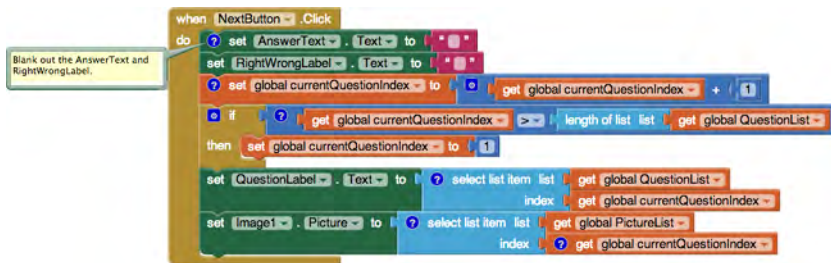 when NextButton .Click
do ? set AnswerText . Text to " "
Blank out the AnswerText and
RightWrongLabel.
set RightWrongLabel . Text to " "
? set global currentQuestionIndex to get global currentQuestionIndex + 1
if ? get global currentQuestionIndex > length of list list get global QuestionList
then set global currentQuestionIndex to 1
set QuestionLabel . Text to ? select list item list get global QuestionList
index get global currentQuestionIndex
set Image1 . Picture to ? select list item list get global PictureList
index ? get global currentQuestionIndex